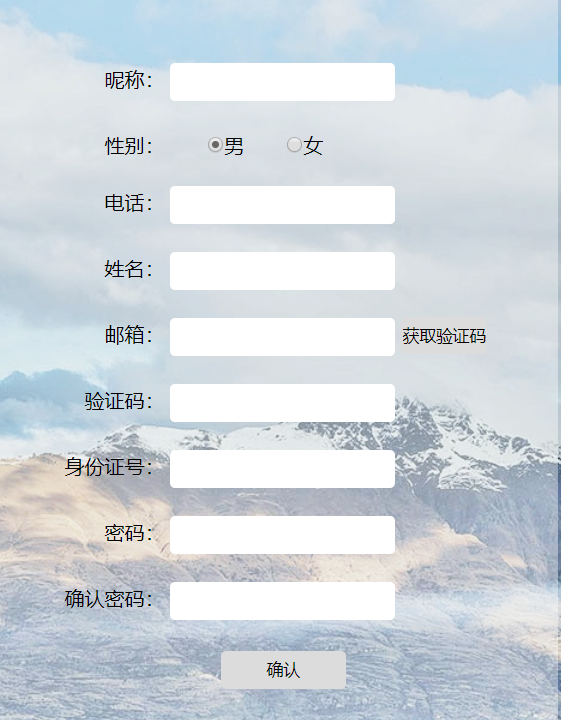 昵称：
性别： 男 女
电话：
姓名：
邮箱： 获取验证码
验证码：
身份证号：
密码：
确认密码：
确认